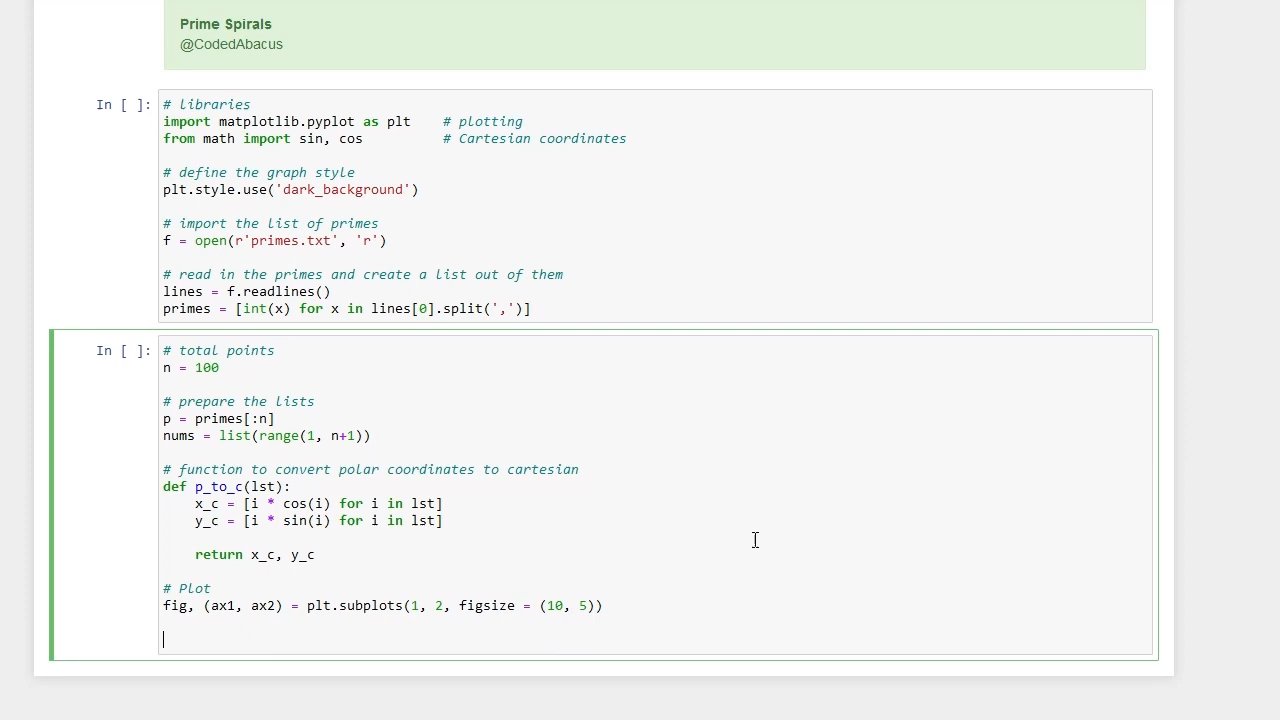 Prime Spirals
@CodedAbacus
In [ ]:
# libraries
import matplotlib.pyplot as plt    # plotting
from math import sin, cos          # Cartesian coordinates
# define the graph style
plt.style.use('dark_background')
# import the list of primes
f = open(r'primes.txt', 'r')
# read in the primes and create a list out of them
lines = f.readlines()
primes = [int(x) for x in lines[0].split(',')]
In [ ]:
# total points
n = 100
# prepare the lists
p = primes[:n]
nums = list(range(1, n+1))
# function to convert polar coordinates to cartesian
def p_to_c(lst):
    x_c = [i * cos(i) for i in lst]
    y_c = [i * sin(i) for i in lst]
    return x_c, y_c
# Plot
fig, (ax1, ax2) = plt.subplots(1, 2, figsize = (10, 5))